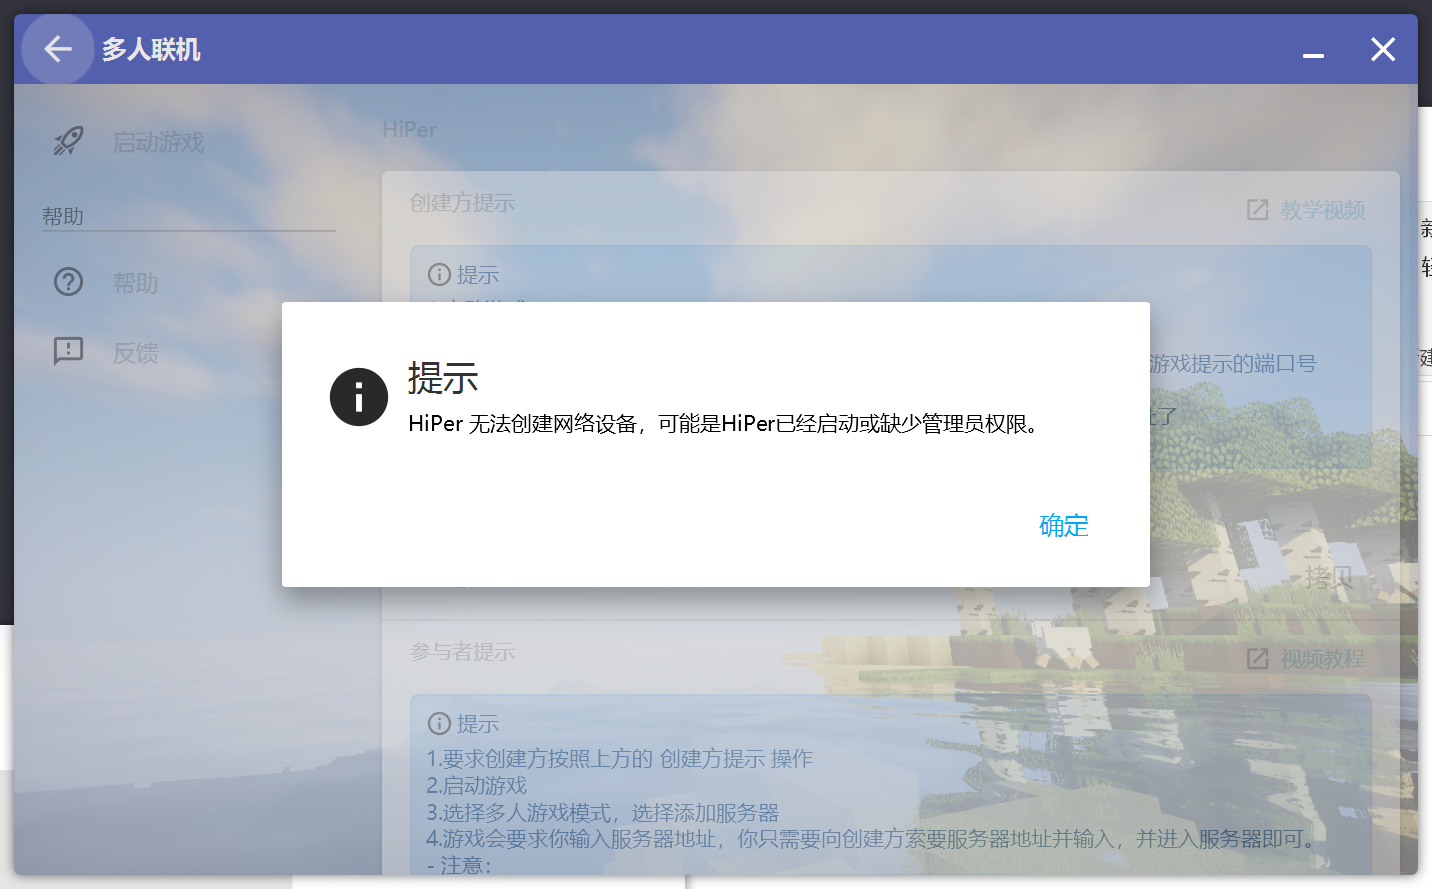 多人联机
启动游戏
HiPer
帮助
创建方提示
教学视频
帮助
提示
反馈
游戏提示的端口号
提示
HiPer 无法创建网络设备，可能是HiPer已经启动或缺少管理员权限。
确定
拷贝
参与者提示
视频教程
提示
1.要求创建方按照上方的 创建方提示 操作
2.启动游戏
3.选择多人游戏模式，选择添加服务器
4.游戏会要求你输入服务器地址，你只需要向创建方索要服务器地址并输入，并进入服务器即可。
- 注意：